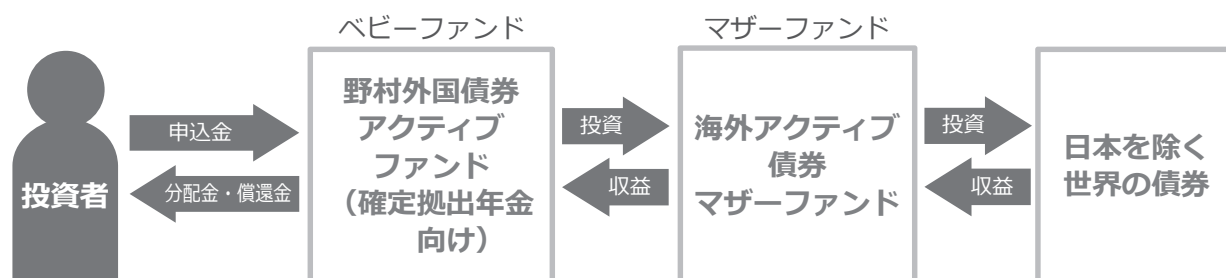 ベビーファンド
マザーファンド
投資者
申込金
分配金・償還金
野村外国債券
アクティブ
ファンド
（確定拠出年金
向け）
投資
収益
海外アクティブ
債券
マザーファンド
投資
収益
日本を除く
世界の債券